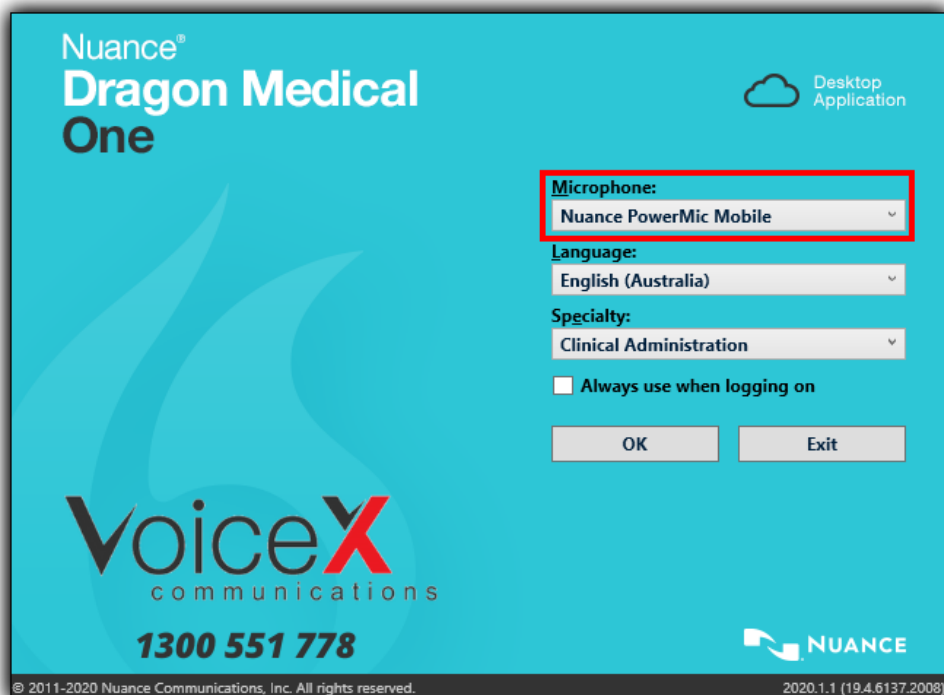 Nuance®
Dragon Medical
One
Desktop
Application
Microphone:
Nuance PowerMic Mobile
Language:
English (Australia)
Specialty:
Clinical Administration
Always use when logging on
OK
Exit
VoiceX
communications
1300 551 778
NUANCE
© 2011-2020 Nuance Communications, Inc. All rights reserved.
2020.1.1 (19.4.6137.2008)